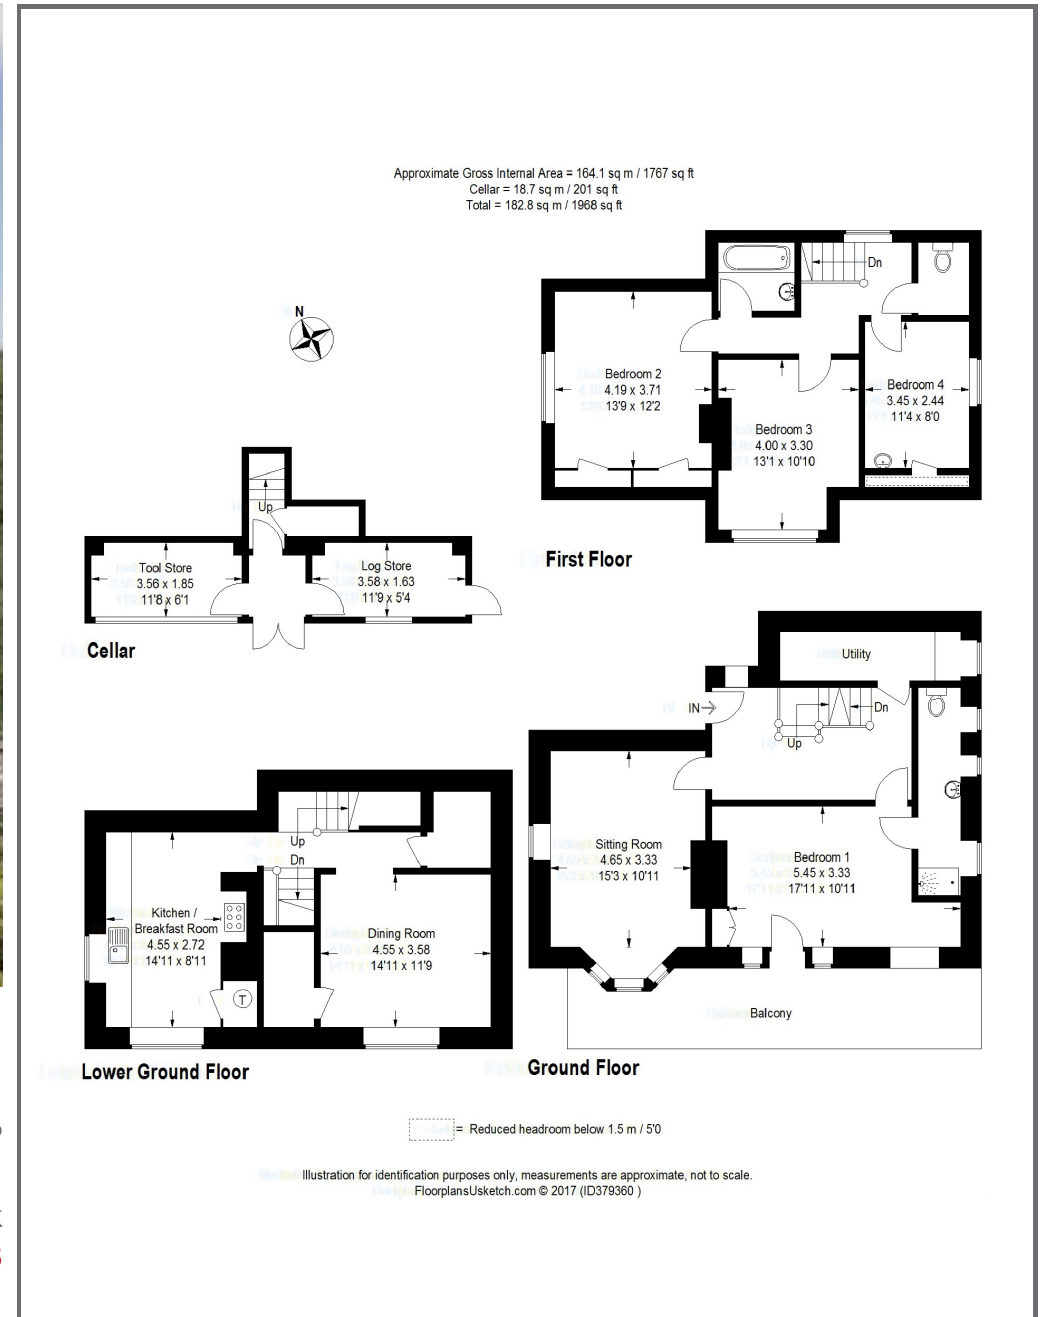 Approximate Gross Internal Area = 164.1 sq m / 1767 sq ft
Cellar = 18.7 sq m / 201 sq ft
Total = 182.8 sq m / 1968 sq ft
N
Dn
Bedroom 2
4.19 x 3.71
13'9 x 12'2
Bedroom 4
3.45 x 2.44
11'4 x 8'0
Bedroom 3
4.00 x 3.30
13'1 x 10'10
First Floor
Up
Tool Store
3.56 x 1.85
11'8 x 6'1
Log Store
3.58 x 1.63
11'9 x 5'4
Cellar
Utility
IN
Dn
Up
Sitting Room
4.65 x 3.33
15'3 x 10'11
Bedroom 1
5.45 x 3.33
17'11 x 10'11
Balcony
Ground Floor
Up
Dn
Kitchen /
Breakfast Room
4.55 x 2.72
14'11 x 8'11
Dining Room
4.55 x 3.58
14'11 x 11'9
T
Lower Ground Floor
= Reduced headroom below 1.5 m / 5'0
Illustration for identification purposes only, measurements are approximate, not to scale.
FloorplansUsketch.com © 2017 (ID379360 )